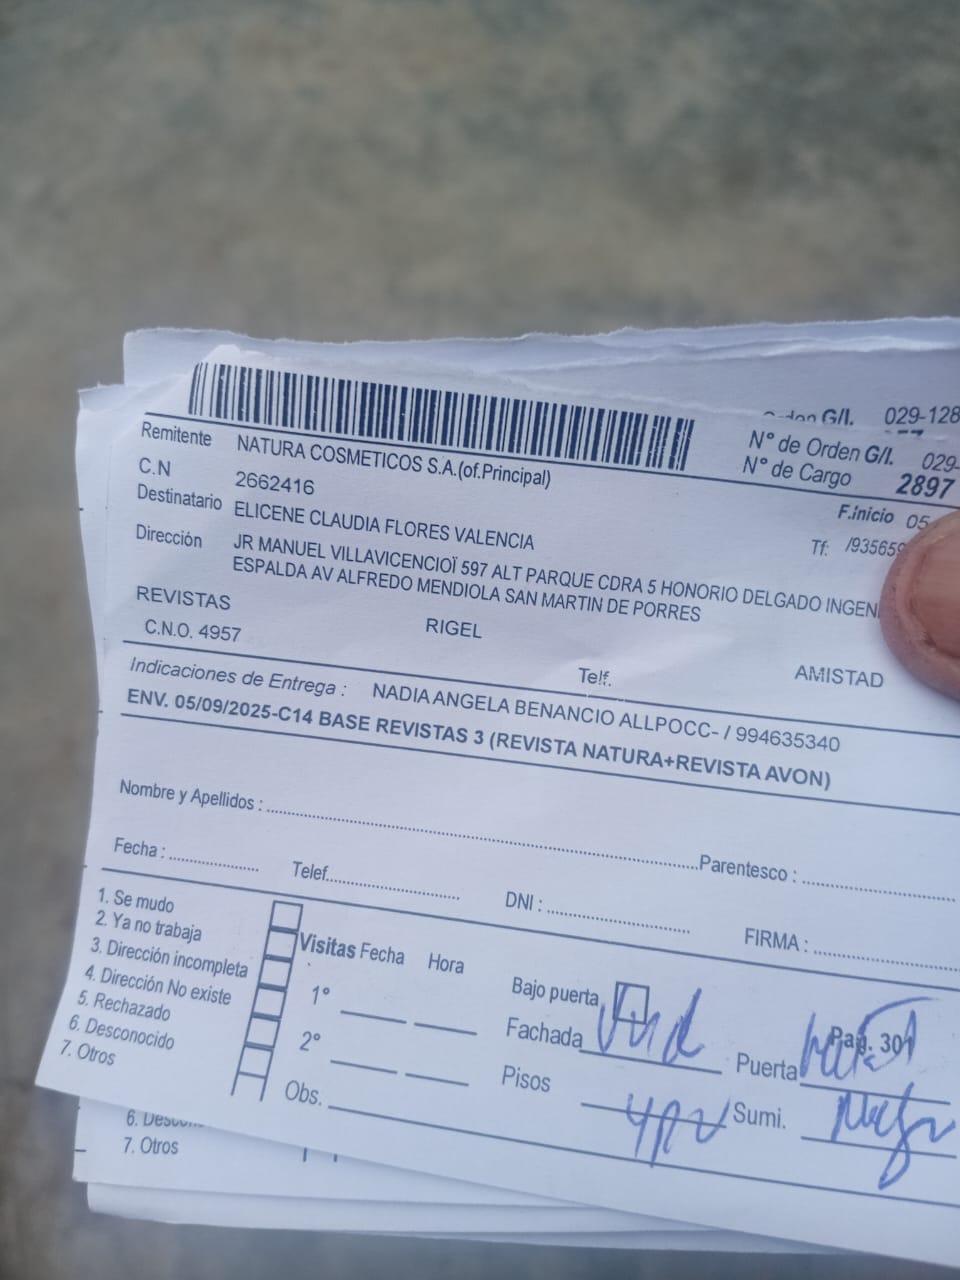 Orden G/I. 029-128
N° de Orden G/I. 029-
N° de Cargo 2897
Remitente NATURA COSMETICOS S.A.(of.Principal)
C.N 2662416 F.inicio 05
Destinatario ELICENE CLAUDIA FLORES VALENCIA Tf: /935659
Dirección JR MANUEL VILLAVICENCIOÏ 597 ALT PARQUE CDRA 5 HONORIO DELGADO INGENI
ESPALDA AV ALFREDO MENDIOLA SAN MARTIN DE PORRES
REVISTAS
C.N.O. 4957 RIGEL Telf. AMISTAD
Indicaciones de Entrega : NADIA ANGELA BENANCIO ALLPOCC- / 994635340
ENV. 05/09/2025-C14 BASE REVISTAS 3 (REVISTA NATURA+REVISTA AVON)
Nombre y Apellidos : Parentesco :
Fecha : Telef. DNI : FIRMA :
1. Se mudo
2. Ya no trabaja
3. Dirección incompleta
4. Dirección No existe
5. Rechazado
6. Desconocido
7. Otros
Visitas Fecha Hora
1°
2°
Obs.
Bajo puerta
Fachada
Puerta Pag. 301
Pisos Sumi.
7. Otros